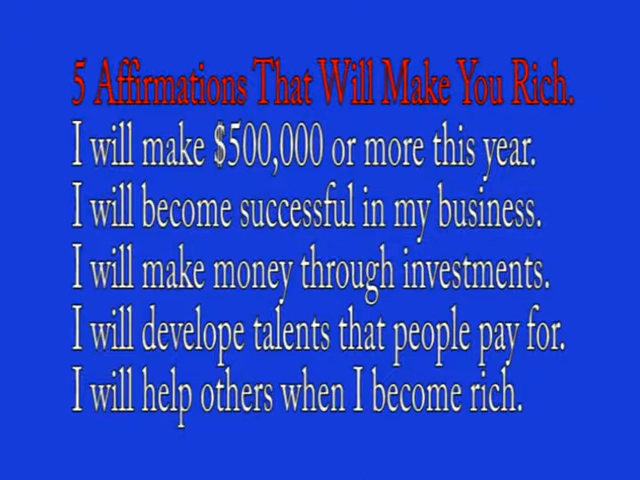 5 Affirmations That Will Make You Rich.
I will make $500,000 or more this year.
I will become successful in my business.
I will make money through investments.
I will develope talents that people pay for.
I will help others when I become rich.